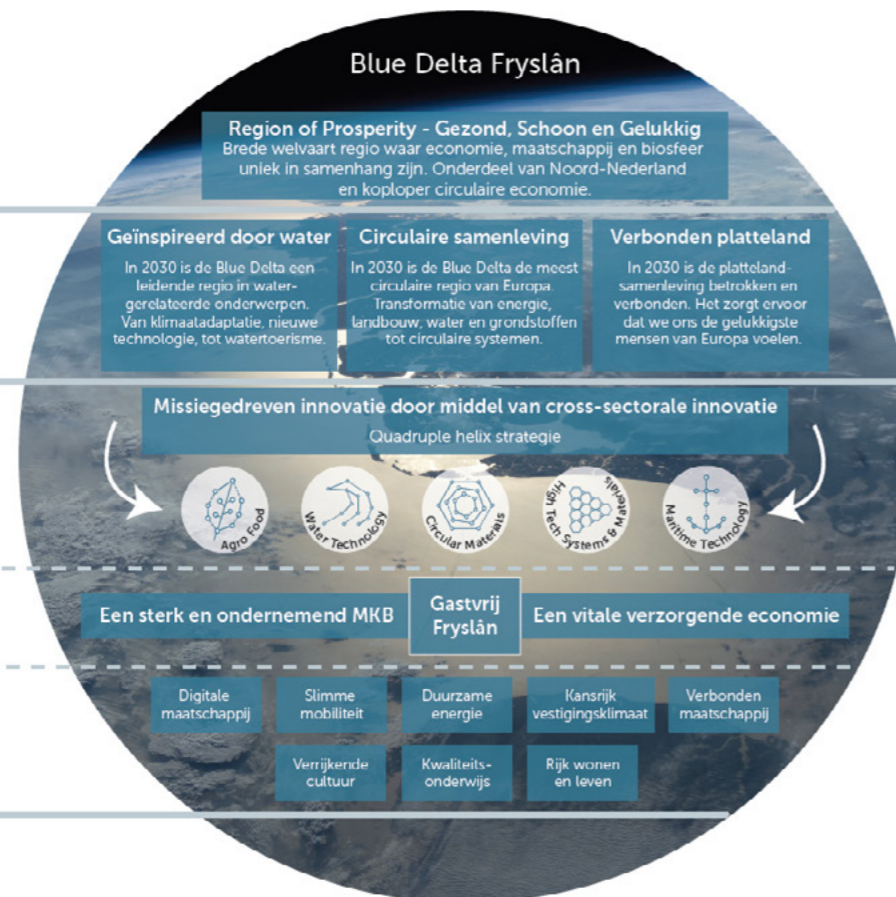 Blue Delta Fryslân
Region of Prosperity - Gezond, Schoon en Gelukkig
Brede welvaart regio waar economie, maatschappij en biosfeer
uniek in samenhang zijn. Onderdeel van Noord-Nederland
en koploper circulaire economie.
Geïnspireerd door water
In 2030 is de Blue Delta een
leidende regio in water-
gerelateerde onderwerpen.
Van klimaatadaptatie, nieuwe
technologie, tot watertoerisme.
Circulaire samenleving
In 2030 is de Blue Delta de meest
circulaire regio van Europa.
Transformatie van energie,
landbouw, water en grondstoffen
tot circulaire systemen.
Verbonden platteland
In 2030 is de platteland-
samenleving betrokken en
verbonden. Het zorgt ervoor
dat we ons de gelukkigste
mensen van Europa voelen.
Missiegedreven innovatie door middel van cross-sectorale innovatie
Quadruple helix strategie
Agro Food
Water Technology
Circular Materials
High Tech Systems & Materials
Maritime Technology
Een sterk en ondernemend MKB
Gastvrij
Fryslân
Een vitale verzorgende economie
Digitale
maatschappij
Slimme
mobiliteit
Duurzame
energie
Kansrijk
vestigingsklimaat
Verbonden
maatschappij
Verrijkende
cultuur
Kwaliteits-
onderwijs
Rijk wonen
en leven